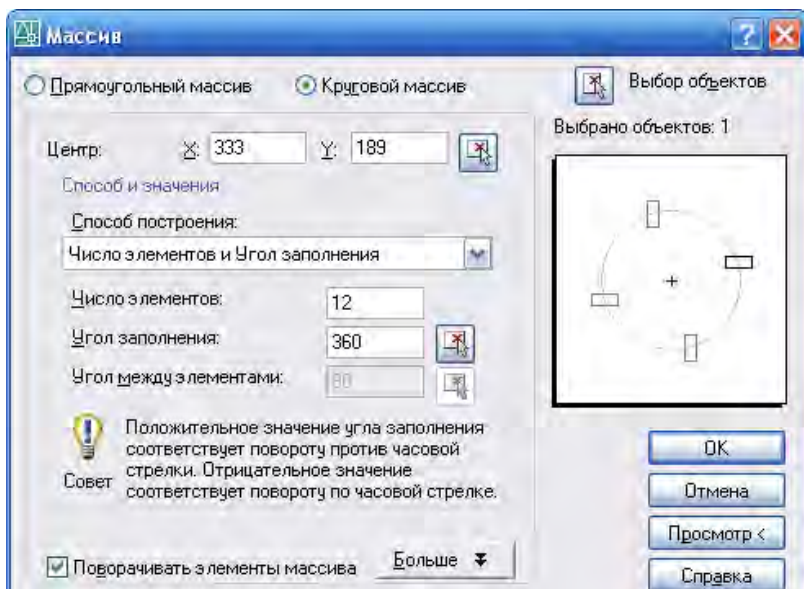 Массив
Прямоугольный массив
Круговой массив
Выбор объектов
Выбрано объектов: 1
Центр: X: 333 Y: 189
Способ и значения
Способ построения:
Число элементов и Угол заполнения
Число элементов: 12
Угол заполнения: 360
Угол между элементами: 90
Положительное значение угла заполнения
соответствует повороту против часовой
стрелки. Отрицательное значение
соответствует повороту по часовой стрелке.
Совет
OK
Отмена
Просмотр <
Справка
Поворачивать элементы массива
Больше